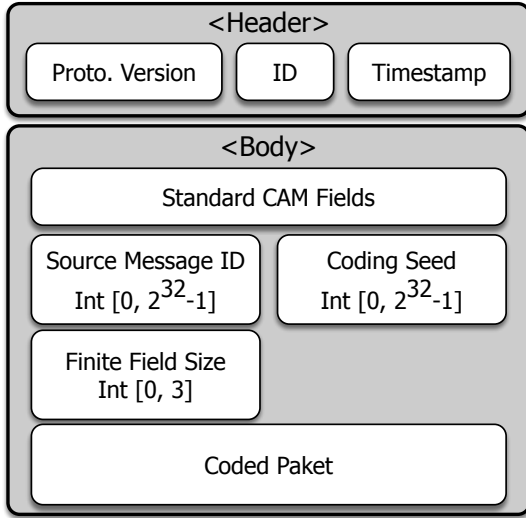 <Header>
Proto. Version ID Timestamp
<Body>
Standard CAM Fields
Source Message ID Coding Seed
Int [0, 2^32-1] Int [0, 2^32-1]
Finite Field Size
Int [0, 3]
Coded Paket